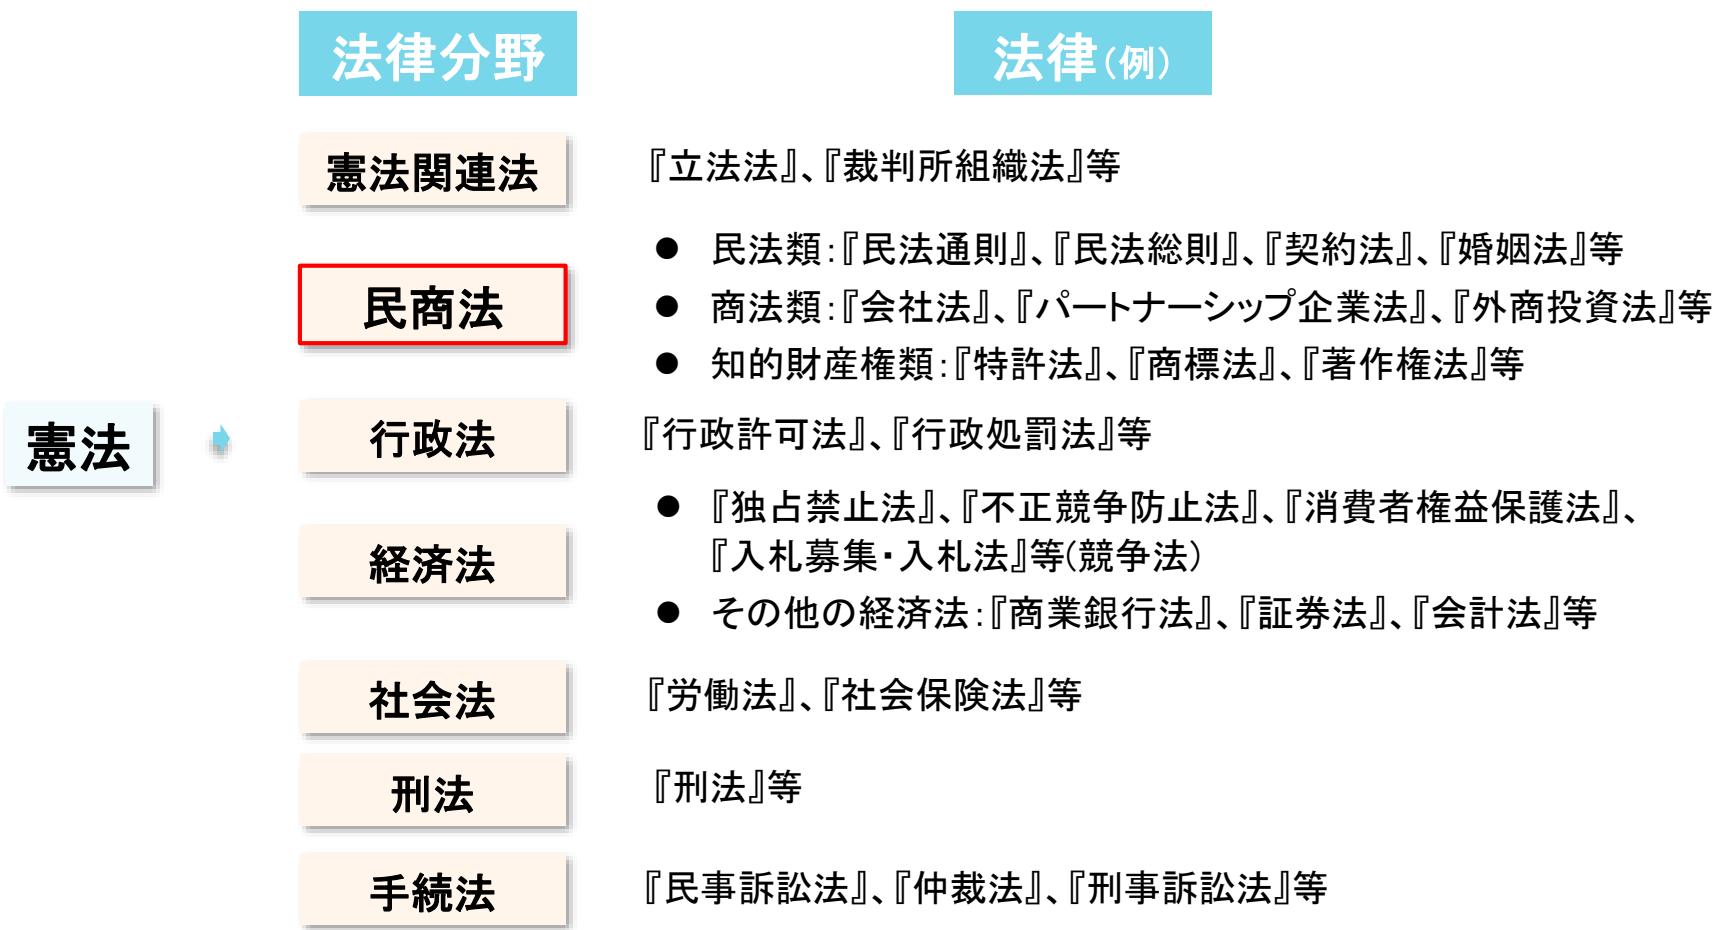 法律分野
法律(例)
憲法関連法
『立法法』、『裁判所組織法』等
民商法
● 民法類:『民法通則』、『民法総則』、『契約法』、『婚姻法』等
● 商法類:『会社法』、『パートナーシップ企業法』、『外商投資法』等
● 知的財産権類:『特許法』、『商標法』、『著作権法』等
憲法
行政法
『行政許可法』、『行政処罰法』等
経済法
● 『独占禁止法』、『不正競争防止法』、『消費者権益保護法』、
『入札募集・入札法』等(競争法)
● その他の経済法:『商業銀行法』、『証券法』、『会計法』等
社会法
『労働法』、『社会保険法』等
刑法
『刑法』等
手続法
『民事訴訟法』、『仲裁法』、『刑事訴訟法』等